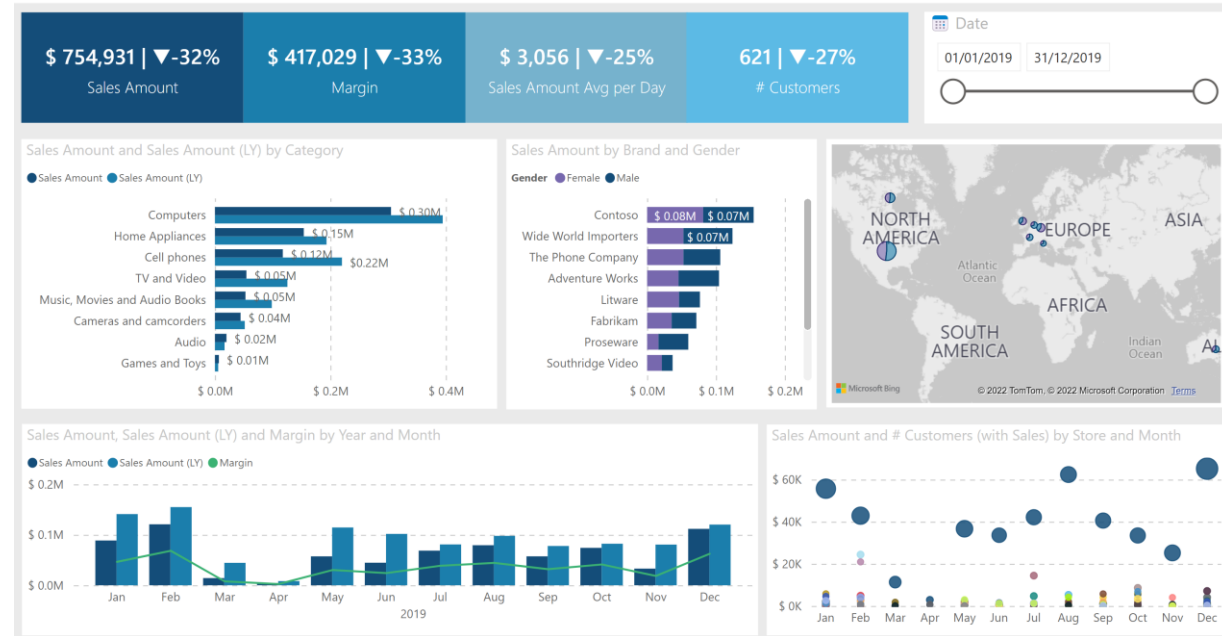 $ 754,931 | ▼-32%
Sales Amount
$ 417,029 | ▼-33%
Margin
$ 3,056 | ▼-25%
Sales Amount Avg per Day
621 | ▼-27%
# Customers
Date
01/01/2019 31/12/2019
Sales Amount and Sales Amount (LY) by Category
Sales Amount Sales Amount (LY)
Computers $ 0.30M
Home Appliances $ 0.15M
Cell phones $ 0.12M
$0.22M
TV and Video $ 0.05M
Music, Movies and Audio Books $ 0.05M
Cameras and camcorders $ 0.04M
Audio $ 0.02M
Games and Toys $ 0.01M
$ 0.0M $ 0.2M $ 0.4M
Sales Amount by Brand and Gender
Gender Female Male
Contoso $ 0.08M $ 0.07M
Wide World Importers $ 0.07M
The Phone Company
Adventure Works
Litware
Fabrikam
Proseware
Southridge Video
$ 0.0M $ 0.1M $ 0.2M
NORTH
AMERICA
EUROPE
ASIA
Atlantic
Ocean
AFRICA
SOUTH
AMERICA
Indian
Ocean
Microsoft Bing
© 2022 TomTom, © 2022 Microsoft Corporation Terms
Sales Amount, Sales Amount (LY) and Margin by Year and Month
Sales Amount Sales Amount (LY) Margin
$ 0.2M
$ 0.1M
$ 0.0M
Jan Feb Mar Apr May Jun Jul Aug Sep Oct Nov Dec
2019
Sales Amount and # Customers (with Sales) by Store and Month
$ 60K
$ 40K
$ 20K
$ 0K
Jan Feb Mar Apr May Jun Jul Aug Sep Oct Nov Dec